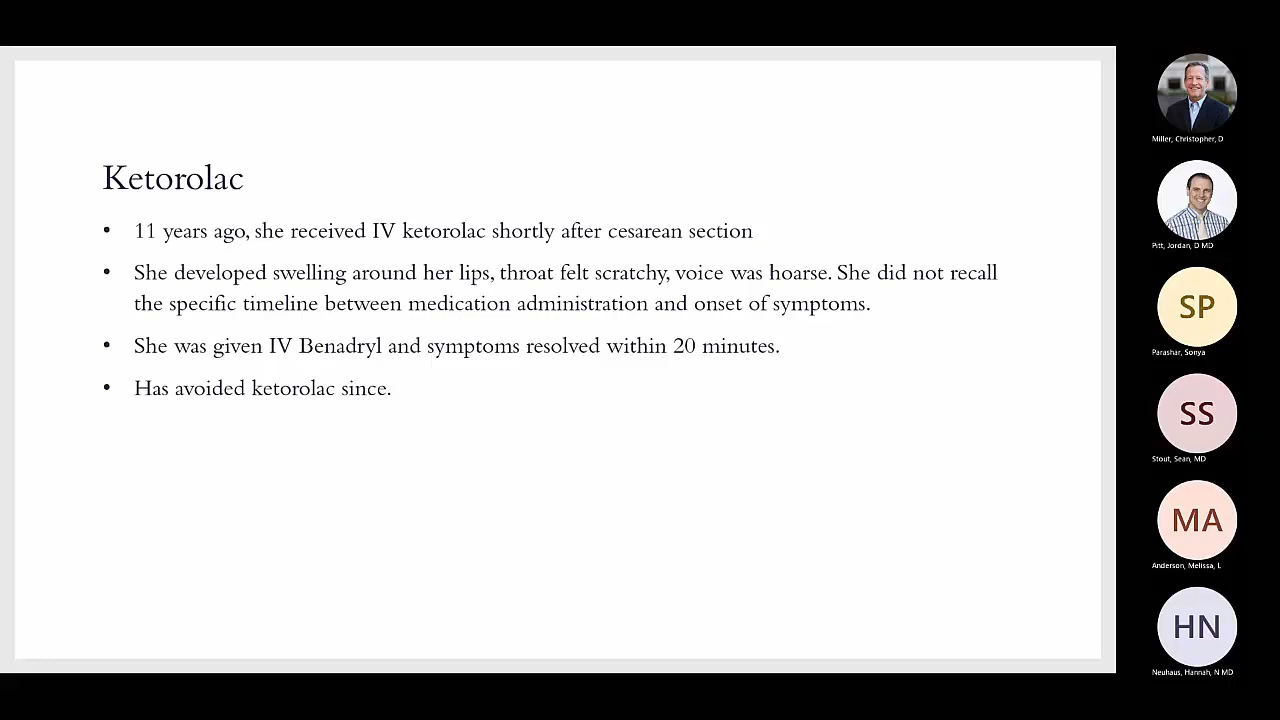 Ketorolac
• 11 years ago, she received IV ketorolac shortly after cesarean section
• She developed swelling around her lips, throat felt scratchy, voice was hoarse. She did not recall
the specific timeline between medication administration and onset of symptoms.
• She was given IV Benadryl and symptoms resolved within 20 minutes.
• Has avoided ketorolac since.
Miller, Christopher, D
Pitt, Jordan, D MD
SP
Parashar, Sonya
SS
Stout, Sean, MD
MA
Anderson, Melissa, L
HN
Neuhaus, Hannah, N MD